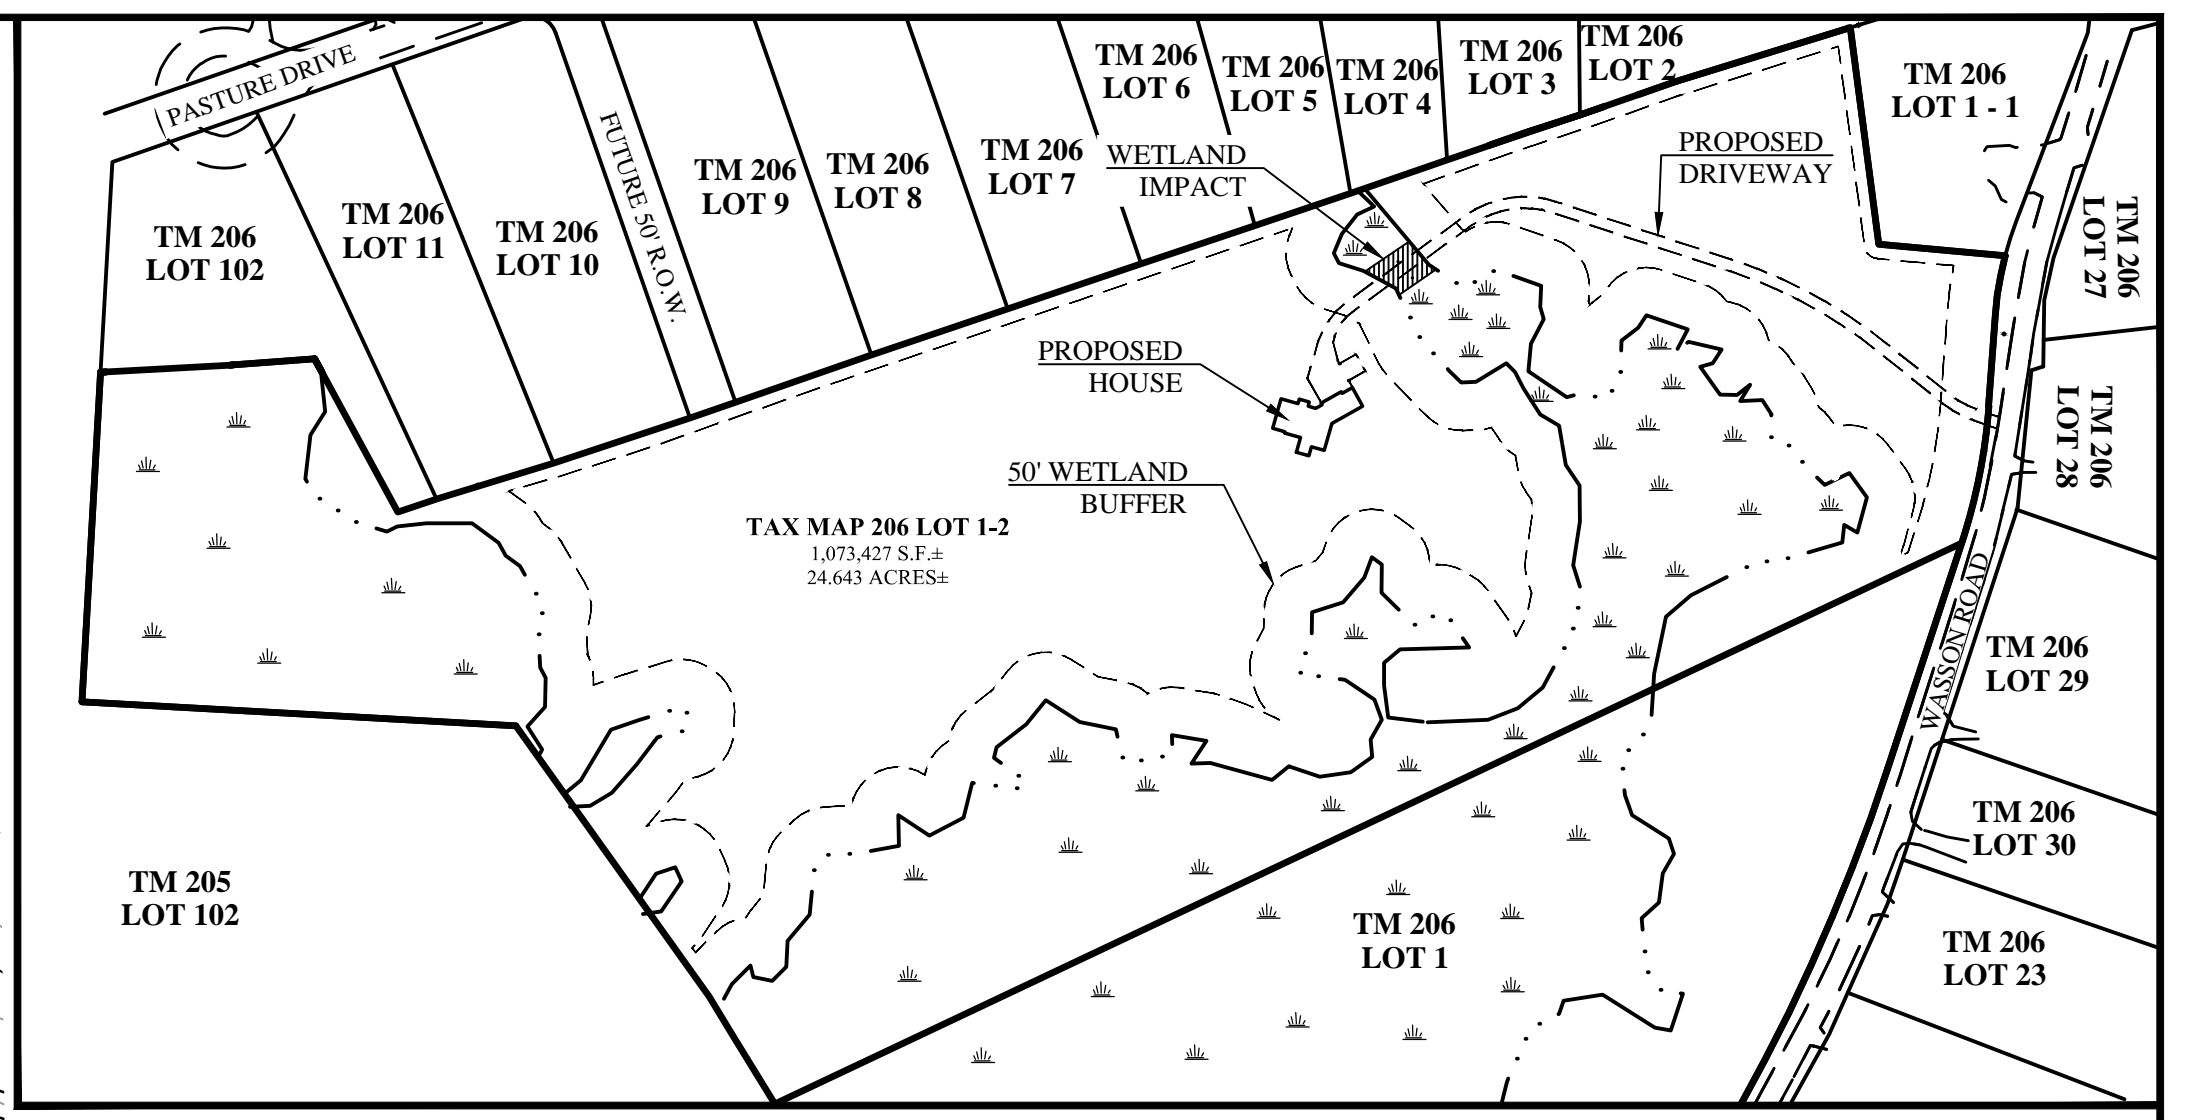 PASTURE DRIVE
TM 206
LOT 102
TM 206
LOT 11
TM 206
LOT 10
FUTURE 50' R.O.W.
TM 206
LOT 9
TM 206
LOT 8
TM 206
LOT 7
TM 206
LOT 6
TM 206
LOT 5
TM 206
LOT 4
TM 206
LOT 3
TM 206
LOT 2
TM 206
LOT 1 - 1
WETLAND
IMPACT
PROPOSED
DRIVEWAY
TM 206
LOT 27
PROPOSED
HOUSE
TM 206
LOT 28
50' WETLAND
BUFFER
TAX MAP 206 LOT 1-2
1,073,427 S.F.±
24.643 ACRES±
WASSON ROAD
TM 206
LOT 29
TM 206
LOT 30
TM 205
LOT 102
TM 206
LOT 1
TM 206
LOT 23